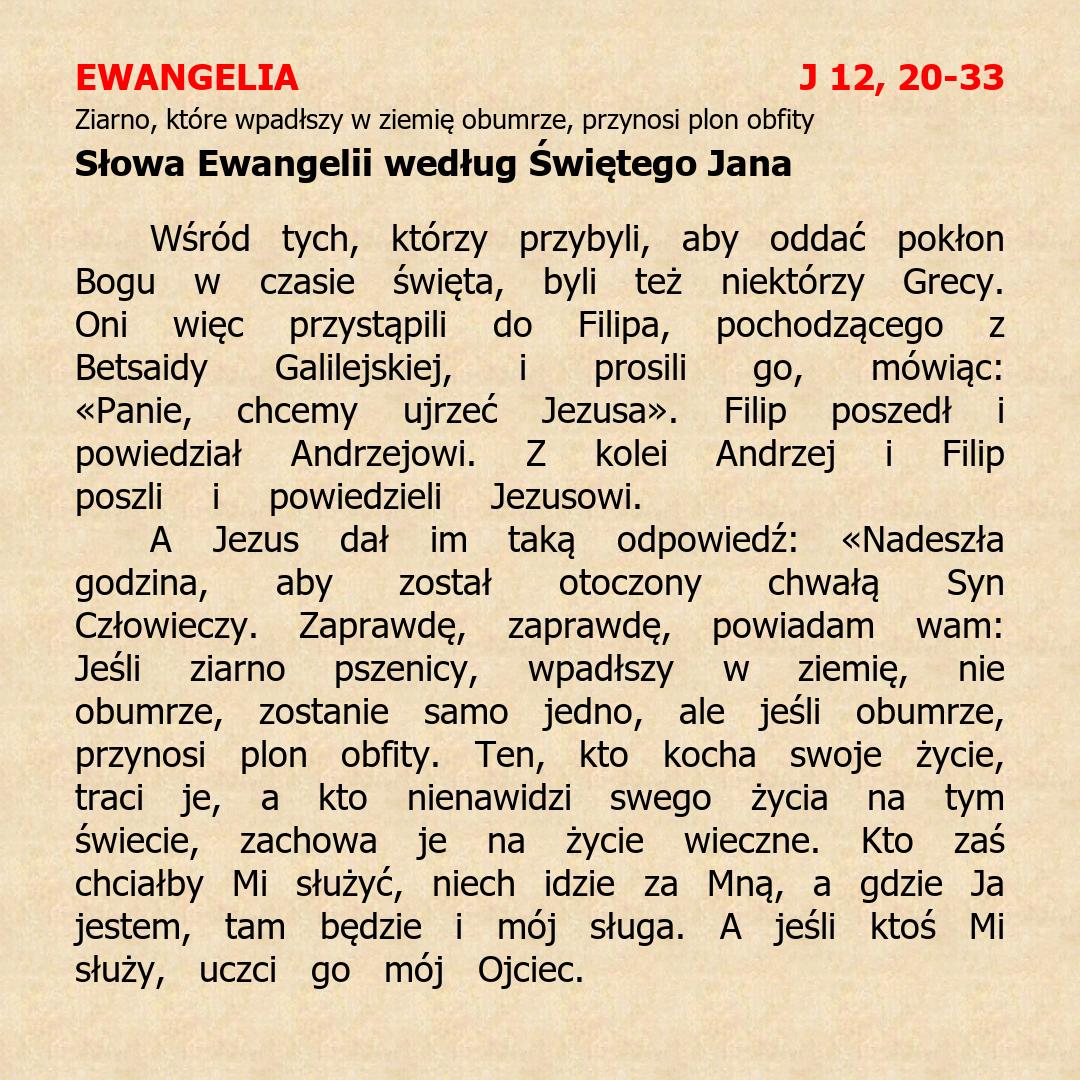 EWANGELIA J 12, 20-33
Ziarno, które wpadłszy w ziemię obumrze, przynosi plon obfity
Słowa Ewangelii według Świętego Jana
Wśród tych, którzy przybyli, aby oddać pokłon
Bogu w czasie święta, byli też niektórzy Grecy.
Oni więc przystąpili do Filipa, pochodzącego z
Betsaidy Galilejskiej, i prosili go, mówiąc:
«Panie, chcemy ujrzeć Jezusa». Filip poszedł i
powiedział Andrzejowi. Z kolei Andrzej i Filip
poszli i powiedzieli Jezusowi.
A Jezus dał im taką odpowiedź: «Nadeszła
godzina, aby został otoczony chwałą Syn
Człowieczy. Zaprawdę, zaprawdę, powiadam wam:
Jeśli ziarno pszenicy, wpadłszy w ziemię, nie
obumrze, zostanie samo jedno, ale jeśli obumrze,
przynosi plon obfity. Ten, kto kocha swoje życie,
traci je, a kto nienawidzi swego życia na tym
świecie, zachowa je na życie wieczne. Kto zaś
chciałby Mi służyć, niech idzie za Mną, a gdzie Ja
jestem, tam będzie i mój sługa. A jeśli ktoś Mi
służy, uczci go mój Ojciec.